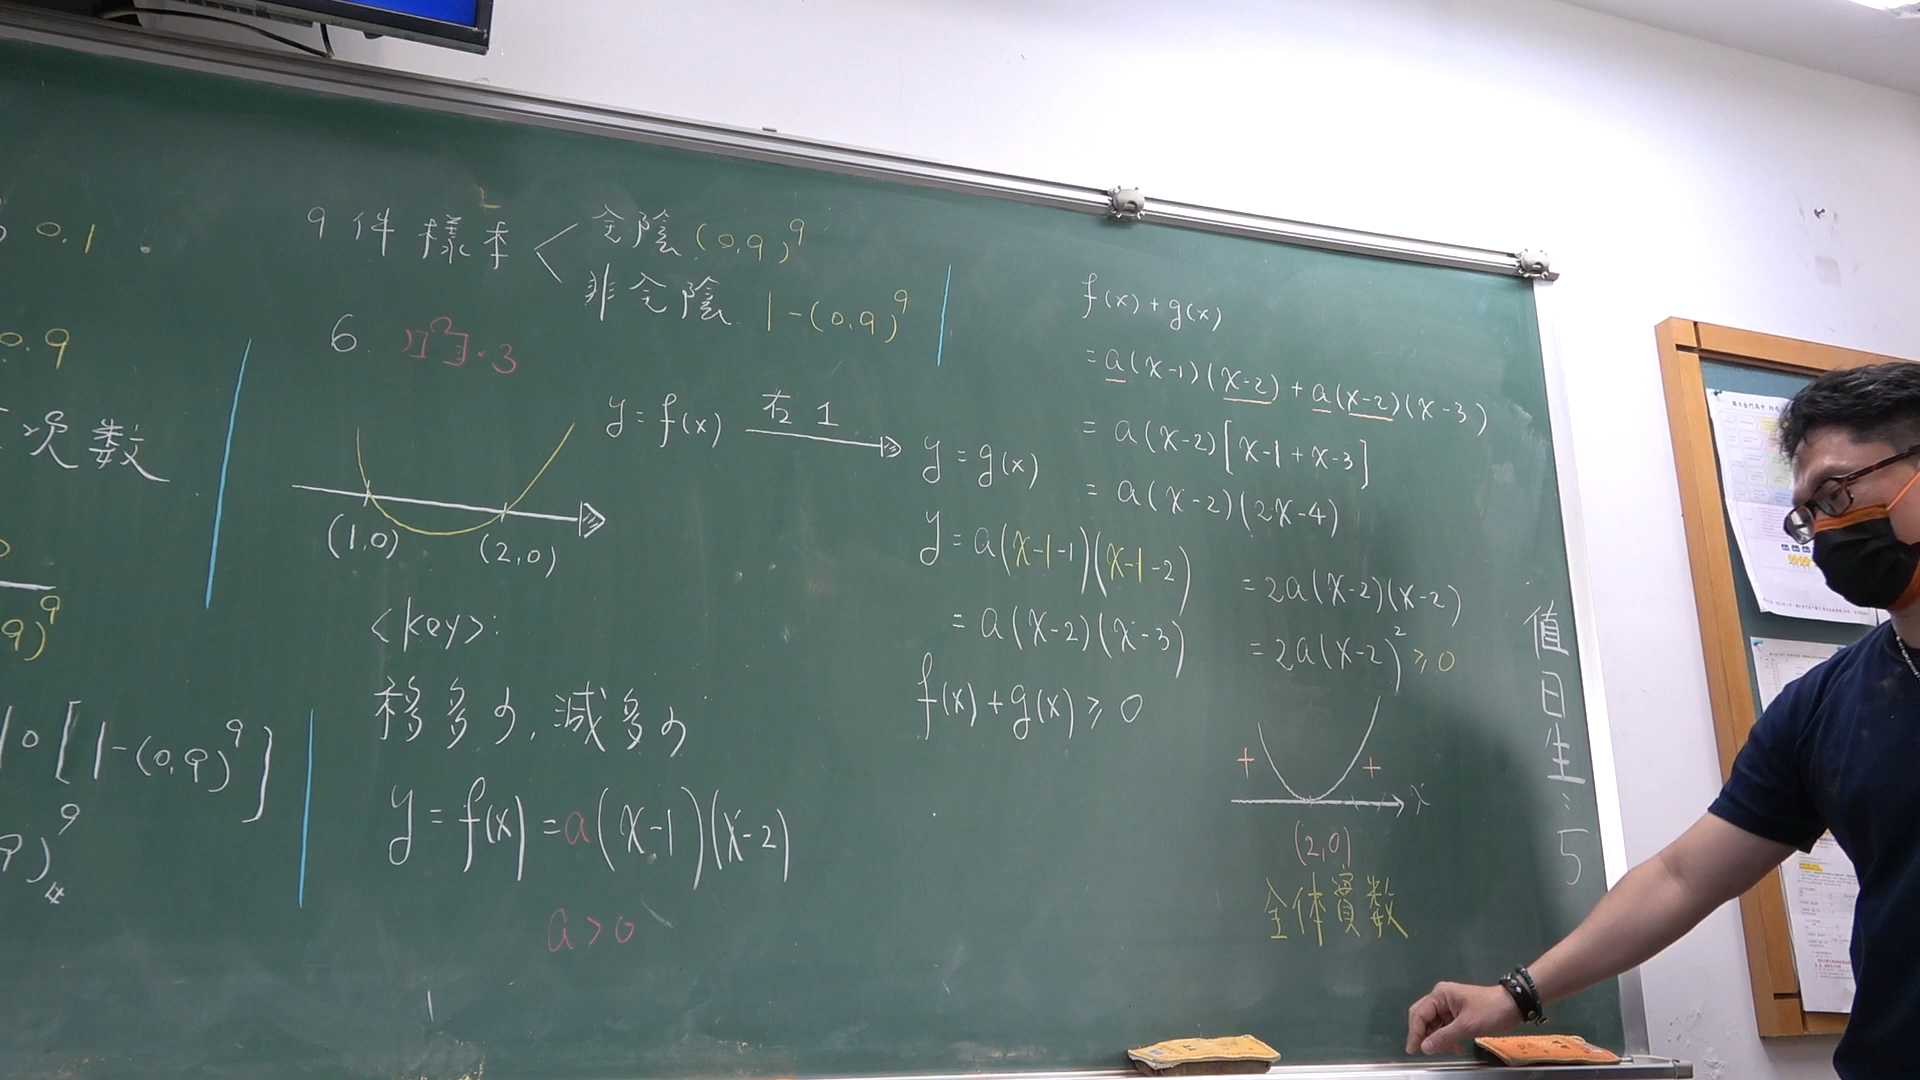 0.1
0.9
次数
9)⁹
10[1-(0.9)⁹]
9件樣本
全陰 (0.9)⁹
非全陰 1-(0.9)⁹
6
(1,0)
(2,0)
<key>:
移多少,減多少
y=f(x)=a(x-1)(x-2)
a>0
y=f(x) 右1
y=g(x)
y=a(x-1-1)(x-1-2)
=a(x-2)(x-3)
f(x)+g(x)≥0
f(x)+g(x)
=a(x-1)(x-2)+a(x-2)(x-3)
=a(x-2)[x-1+x-3]
=a(x-2)(2x-4)
=2a(x-2)(x-2)
=2a(x-2)²≥0
+ +
x
(2,0)
全体實数
值日生:5